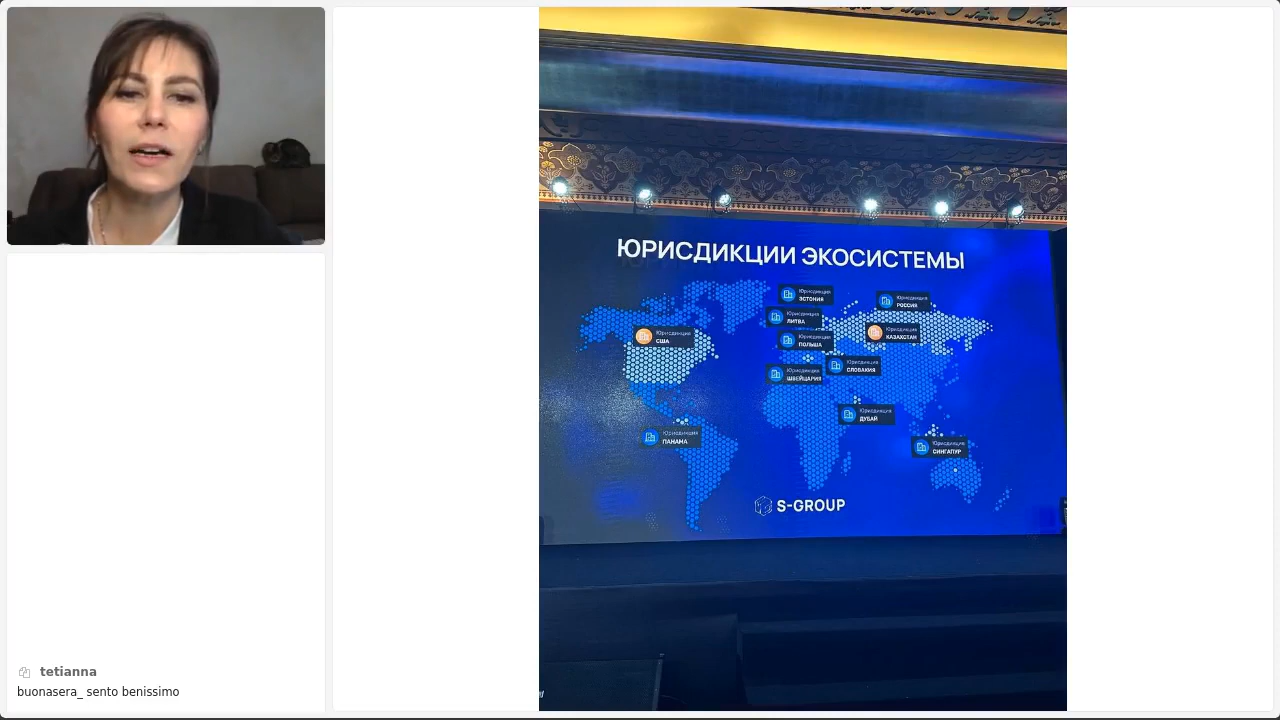 ЮРИСДИКЦИИ ЭКОСИСТЕМЫ
Юрисдикция
ЭСТОНИЯ
Юрисдикция
РОССИЯ
Юрисдикция
ЛИТВА
Юрисдикция
США
Юрисдикция
КАЗАХСТАН
Юрисдикция
ПОЛЬША
Юрисдикция
СЛОВАКИЯ
Юрисдикция
ШВЕЙЦАРИЯ
Юрисдикция
ДУБАЙ
Юрисдикция
ПАНАМА
Юрисдикция
СИНГАПУР
S-GROUP
tetianna
buonasera_ sento benissimo